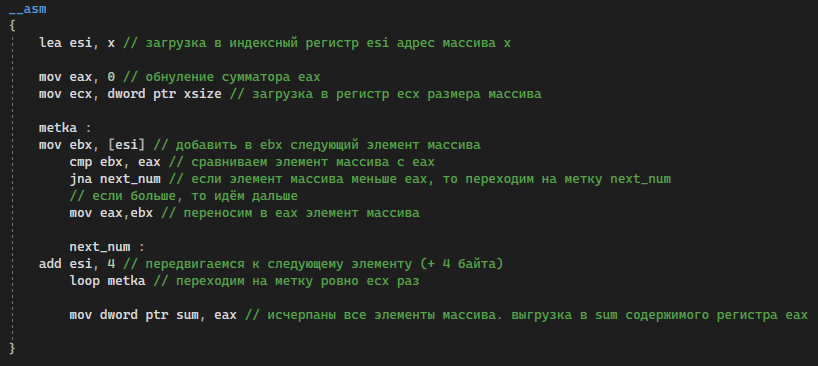 __asm
{
lea esi, x // загрузка в индексный регистр esi адрес массива x
mov eax, 0 // обнуление сумматора eax
mov ecx, dword ptr xsize // загрузка в регистр ecx размера массива
metka :
mov ebx, [esi] // добавить в ebx следующий элемент массива
cmp ebx, eax // сравниваем элемент массива с eax
jna next_num // если элемент массива меньше eax, то переходим на метку next_num
// если больше, то идём дальше
mov eax,ebx // переносим в eax элемент массива
next_num :
add esi, 4 // передвигаемся к следующему элементу (+ 4 байта)
loop metka // переходим на метку ровно ecx раз
mov dword ptr sum, eax // исчерпаны все элементы массива. выгрузка в sum содержимого регистра eax
}